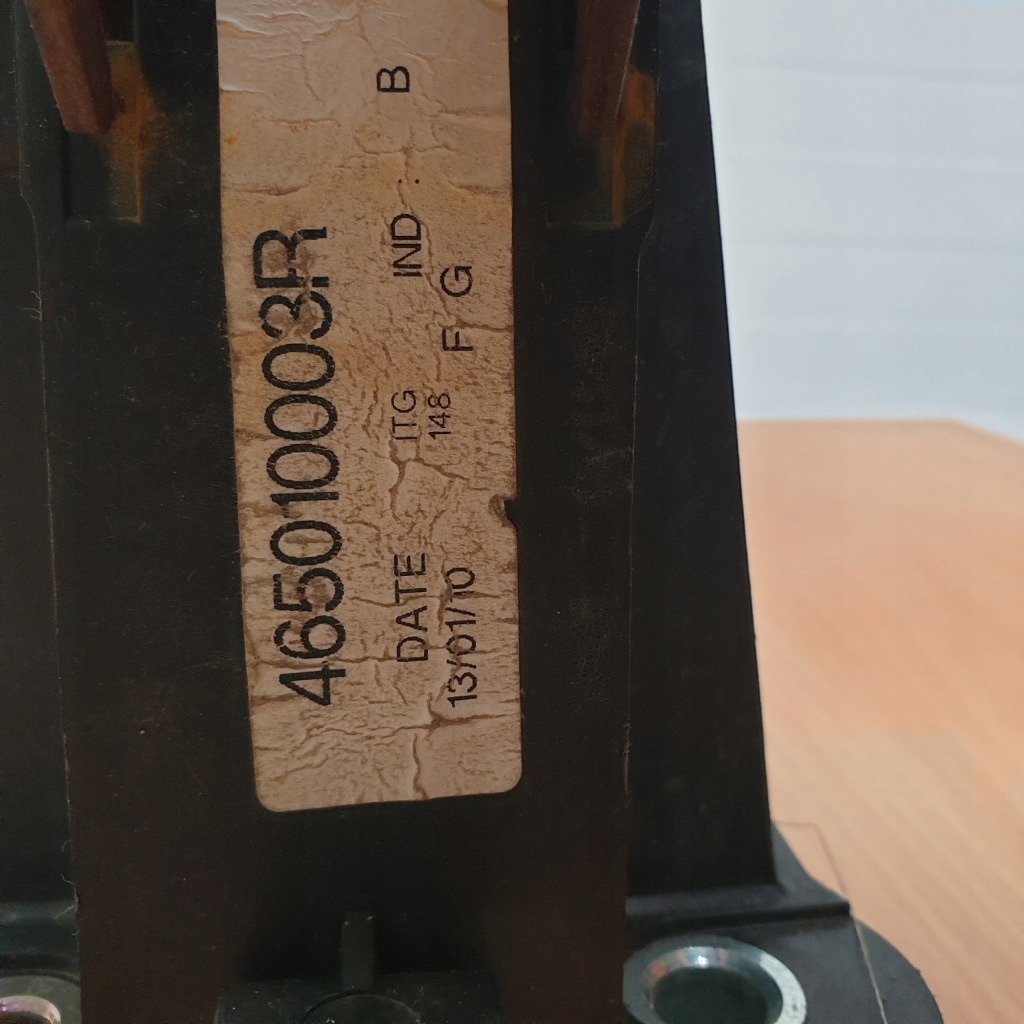 465010003R
DATE ITG IND : B
13/01/10 148 F G